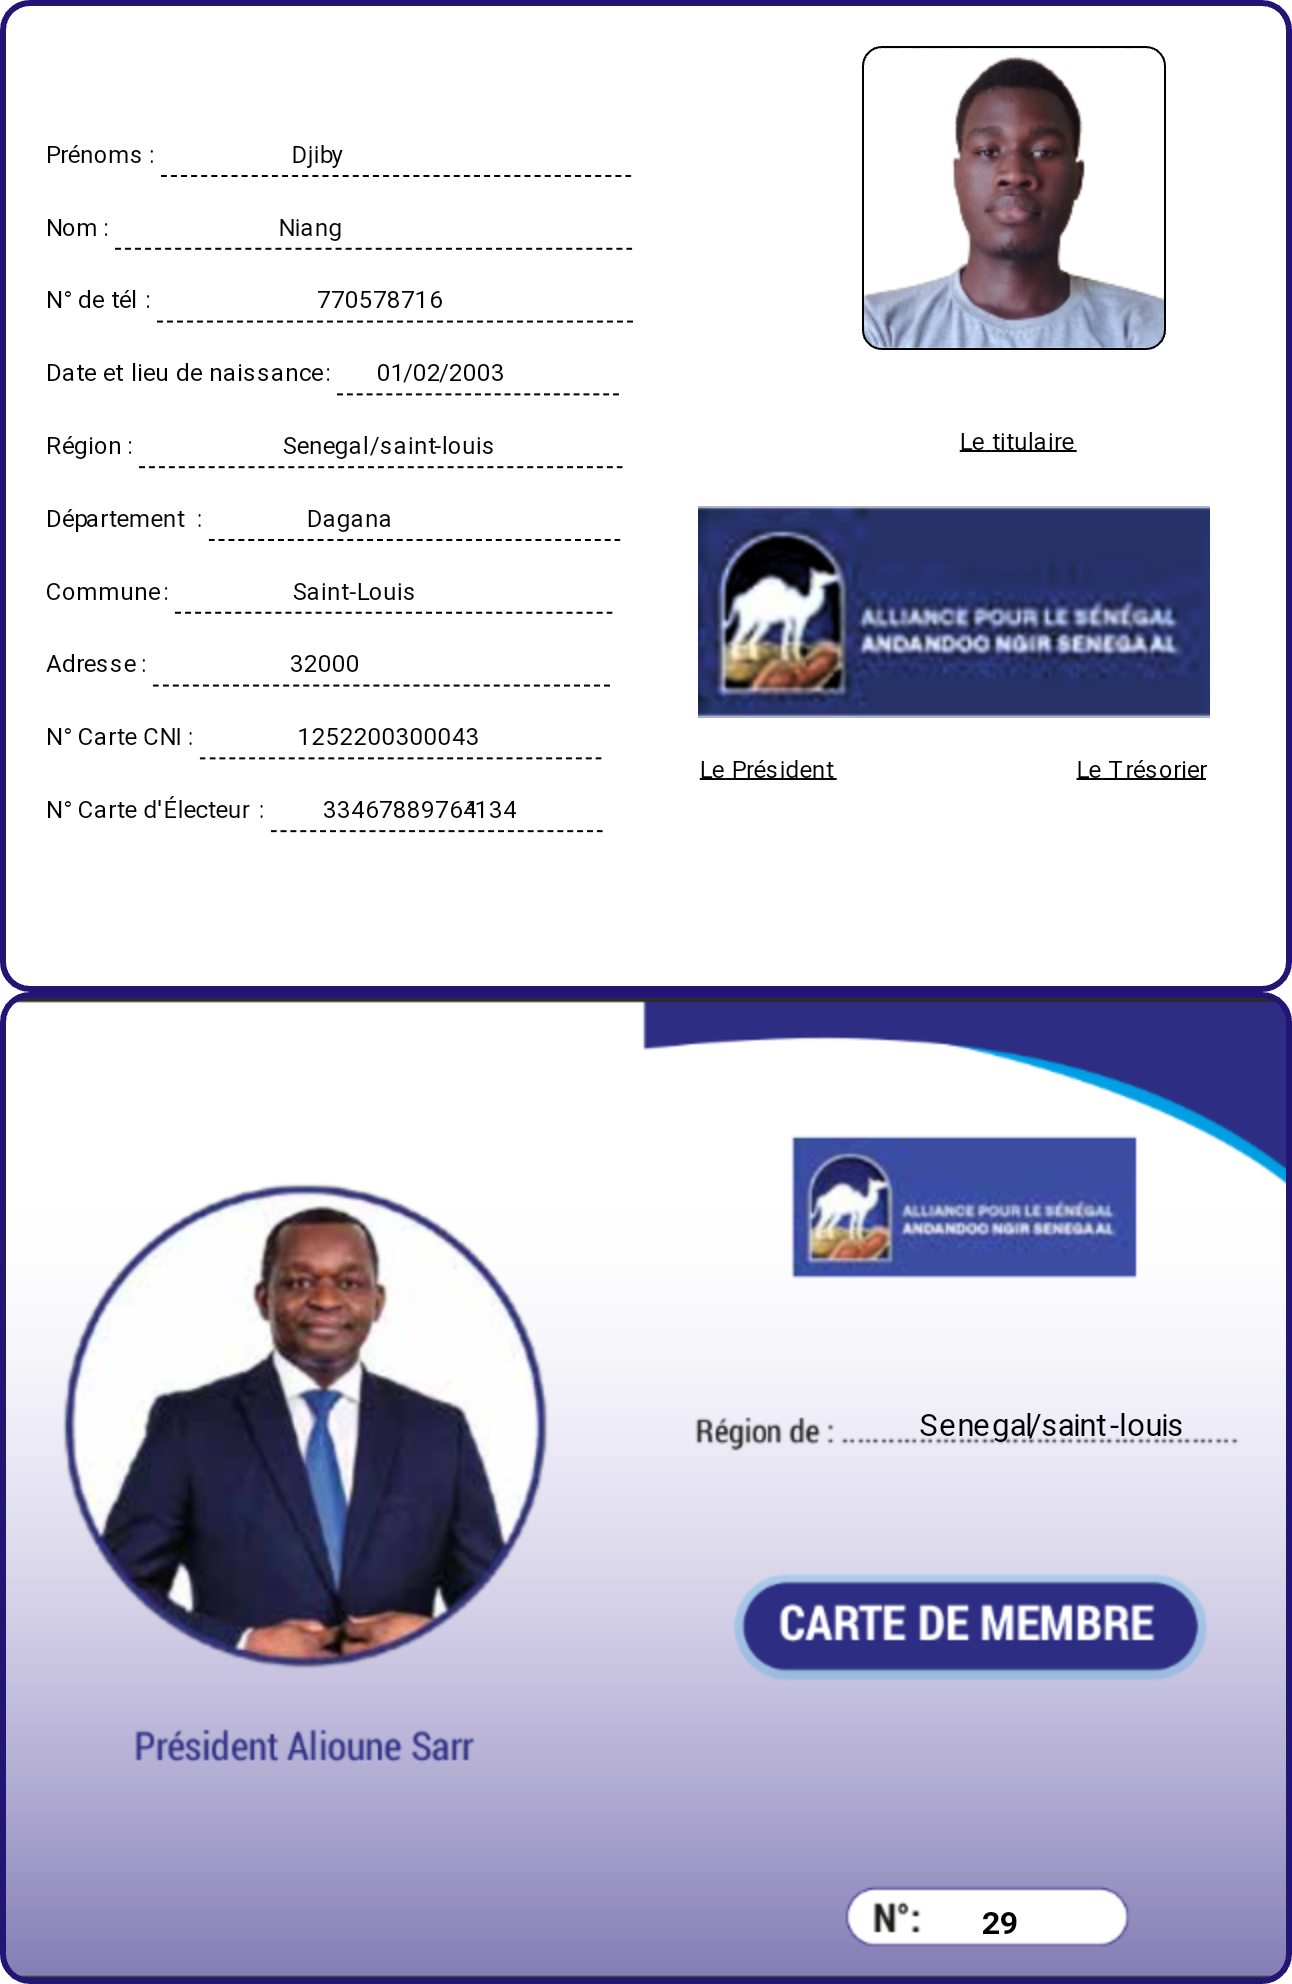 Prénoms : Djiby
Nom : Niang
N° de tél : 770578716
Date et lieu de naissance: 01/02/2003
Région : Senegal/saint-louis
Département : Dagana
Commune: Saint-Louis
Adresse : 32000
N° Carte CNI : 1252200300043
N° Carte d'Électeur :
Le titulaire
ALLIANCE POUR LE SÉNÉGAL
ANDANDOO NGIR SENEGAAL
Le Président
Le Trésorier
ALLIANCE POUR LE SÉNÉGAL
ANDANDOO NGIR SENEGAAL
Région de : Senegal/saint-louis
CARTE DE MEMBRE
Président Alioune Sarr
N°: 29